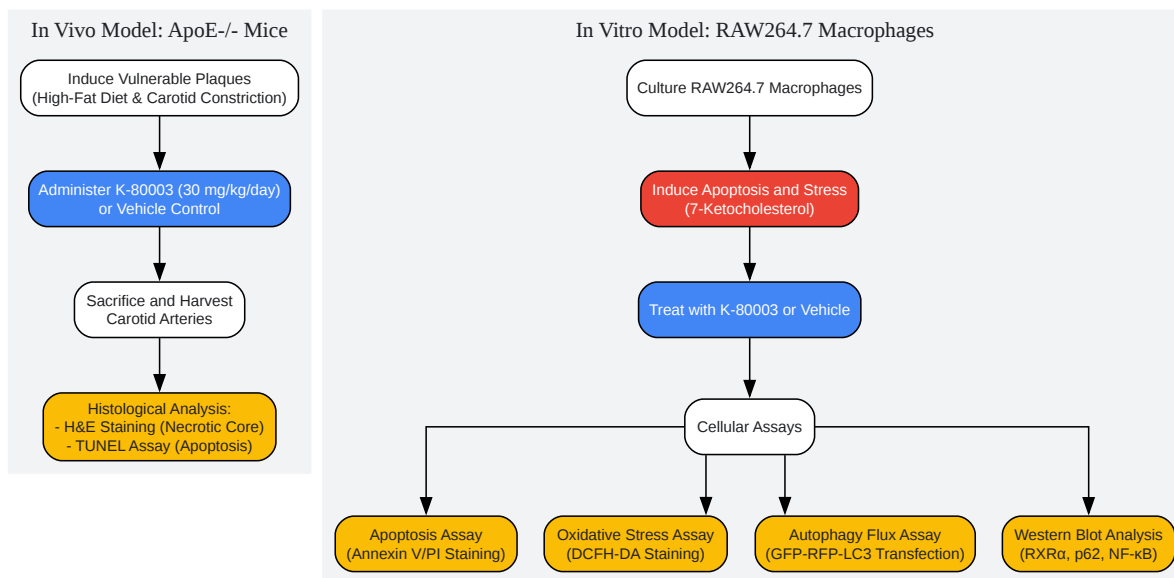 In Vivo Model: ApoE-/- Mice
Induce Vulnerable Plaques
(High-Fat Diet & Carotid Constriction)
Administer K-80003 (30 mg/kg/day)
or Vehicle Control
Sacrifice and Harvest
Carotid Arteries
Histological Analysis:
- H&E Staining (Necrotic Core)
- TUNEL Assay (Apoptosis)
In Vitro Model: RAW264.7 Macrophages
Culture RAW264.7 Macrophages
Induce Apoptosis and Stress
(7-Ketocholesterol)
Treat with K-80003 or Vehicle
Cellular Assays
Apoptosis Assay
(Annexin V/PI Staining)
Oxidative Stress Assay
(DCFH-DA Staining)
Autophagy Flux Assay
(GFP-RFP-LC3 Transfection)
Western Blot Analysis
(RXRα, p62, NF-κB)